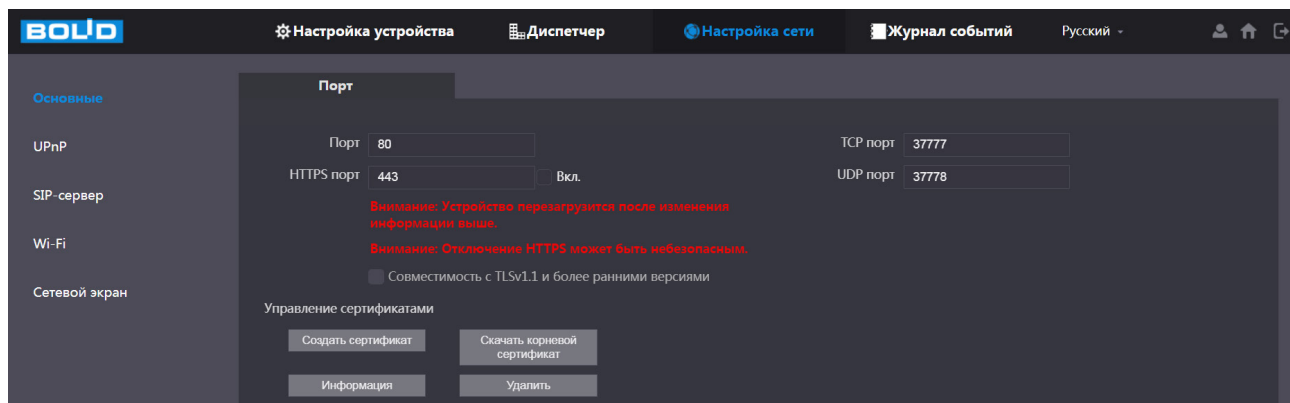 BOLID
Настройка устройства
Диспетчер
Настройка сети
Журнал событий
Русский
Основные
UPnP
SIP-сервер
Wi-Fi
Сетевой экран
Порт
Порт 80
TCP порт 37777
HTTPS порт 443 Вкл.
UDP порт 37778
Внимание: Устройство перезагрузится после изменения
информации выше.
Внимание: Отключение HTTPS может быть небезопасным.
Совместимость с TLSv1.1 и более ранними версиями
Управление сертификатами
Создать сертификат
Скачать корневой
сертификат
Информация
Удалить